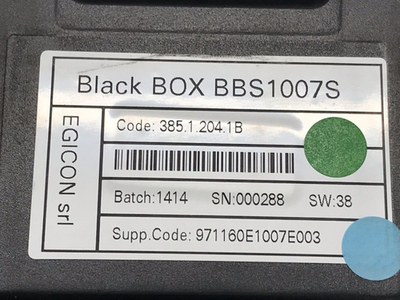 Black BOX BBS1007S
EGICON srl
Code: 385.1.204.1B
Batch:1414 SN:000288 SW:38
Supp.Code: 971160E1007E003